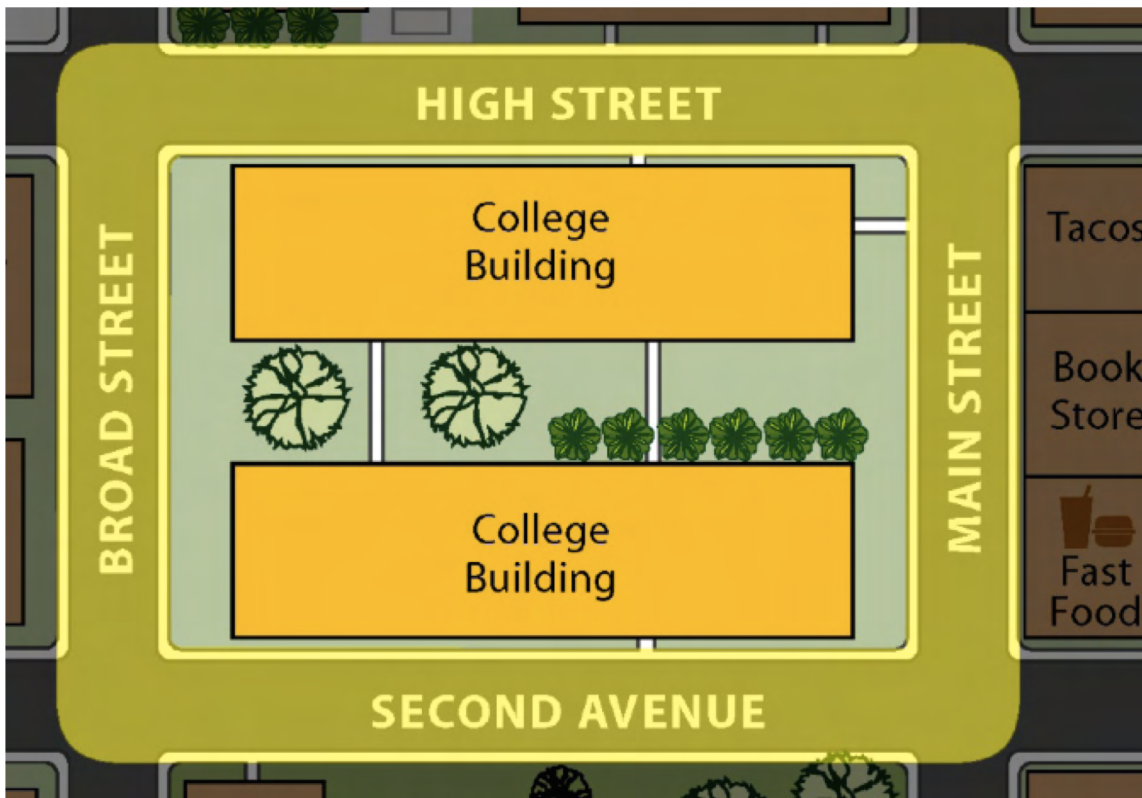 HIGH STREET
College
Building
Tacos
BROAD STREET
MAIN STREET
Book
Store
College
Building
Fast
Food
SECOND AVENUE